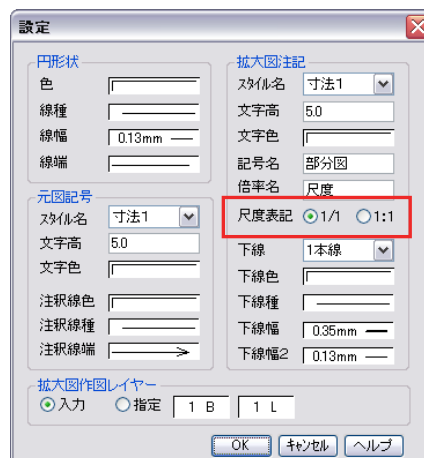 設定
円形状
色
線種
線幅 0.13mm
線端
元図記号
スタイル名 寸法1
文字高 5.0
文字色
注釈線色
注釈線種
注釈線端
拡大図注記
スタイル名 寸法1
文字高 5.0
文字色
記号名 部分図
倍率名 尺度
尺度表記 1/1 1:1
下線 1本線
下線色
下線種
下線幅 0.35mm
下線幅2 0.13mm
拡大図作図レイヤー
入力 指定 1 B 1 L
OK キャンセル ヘルプ